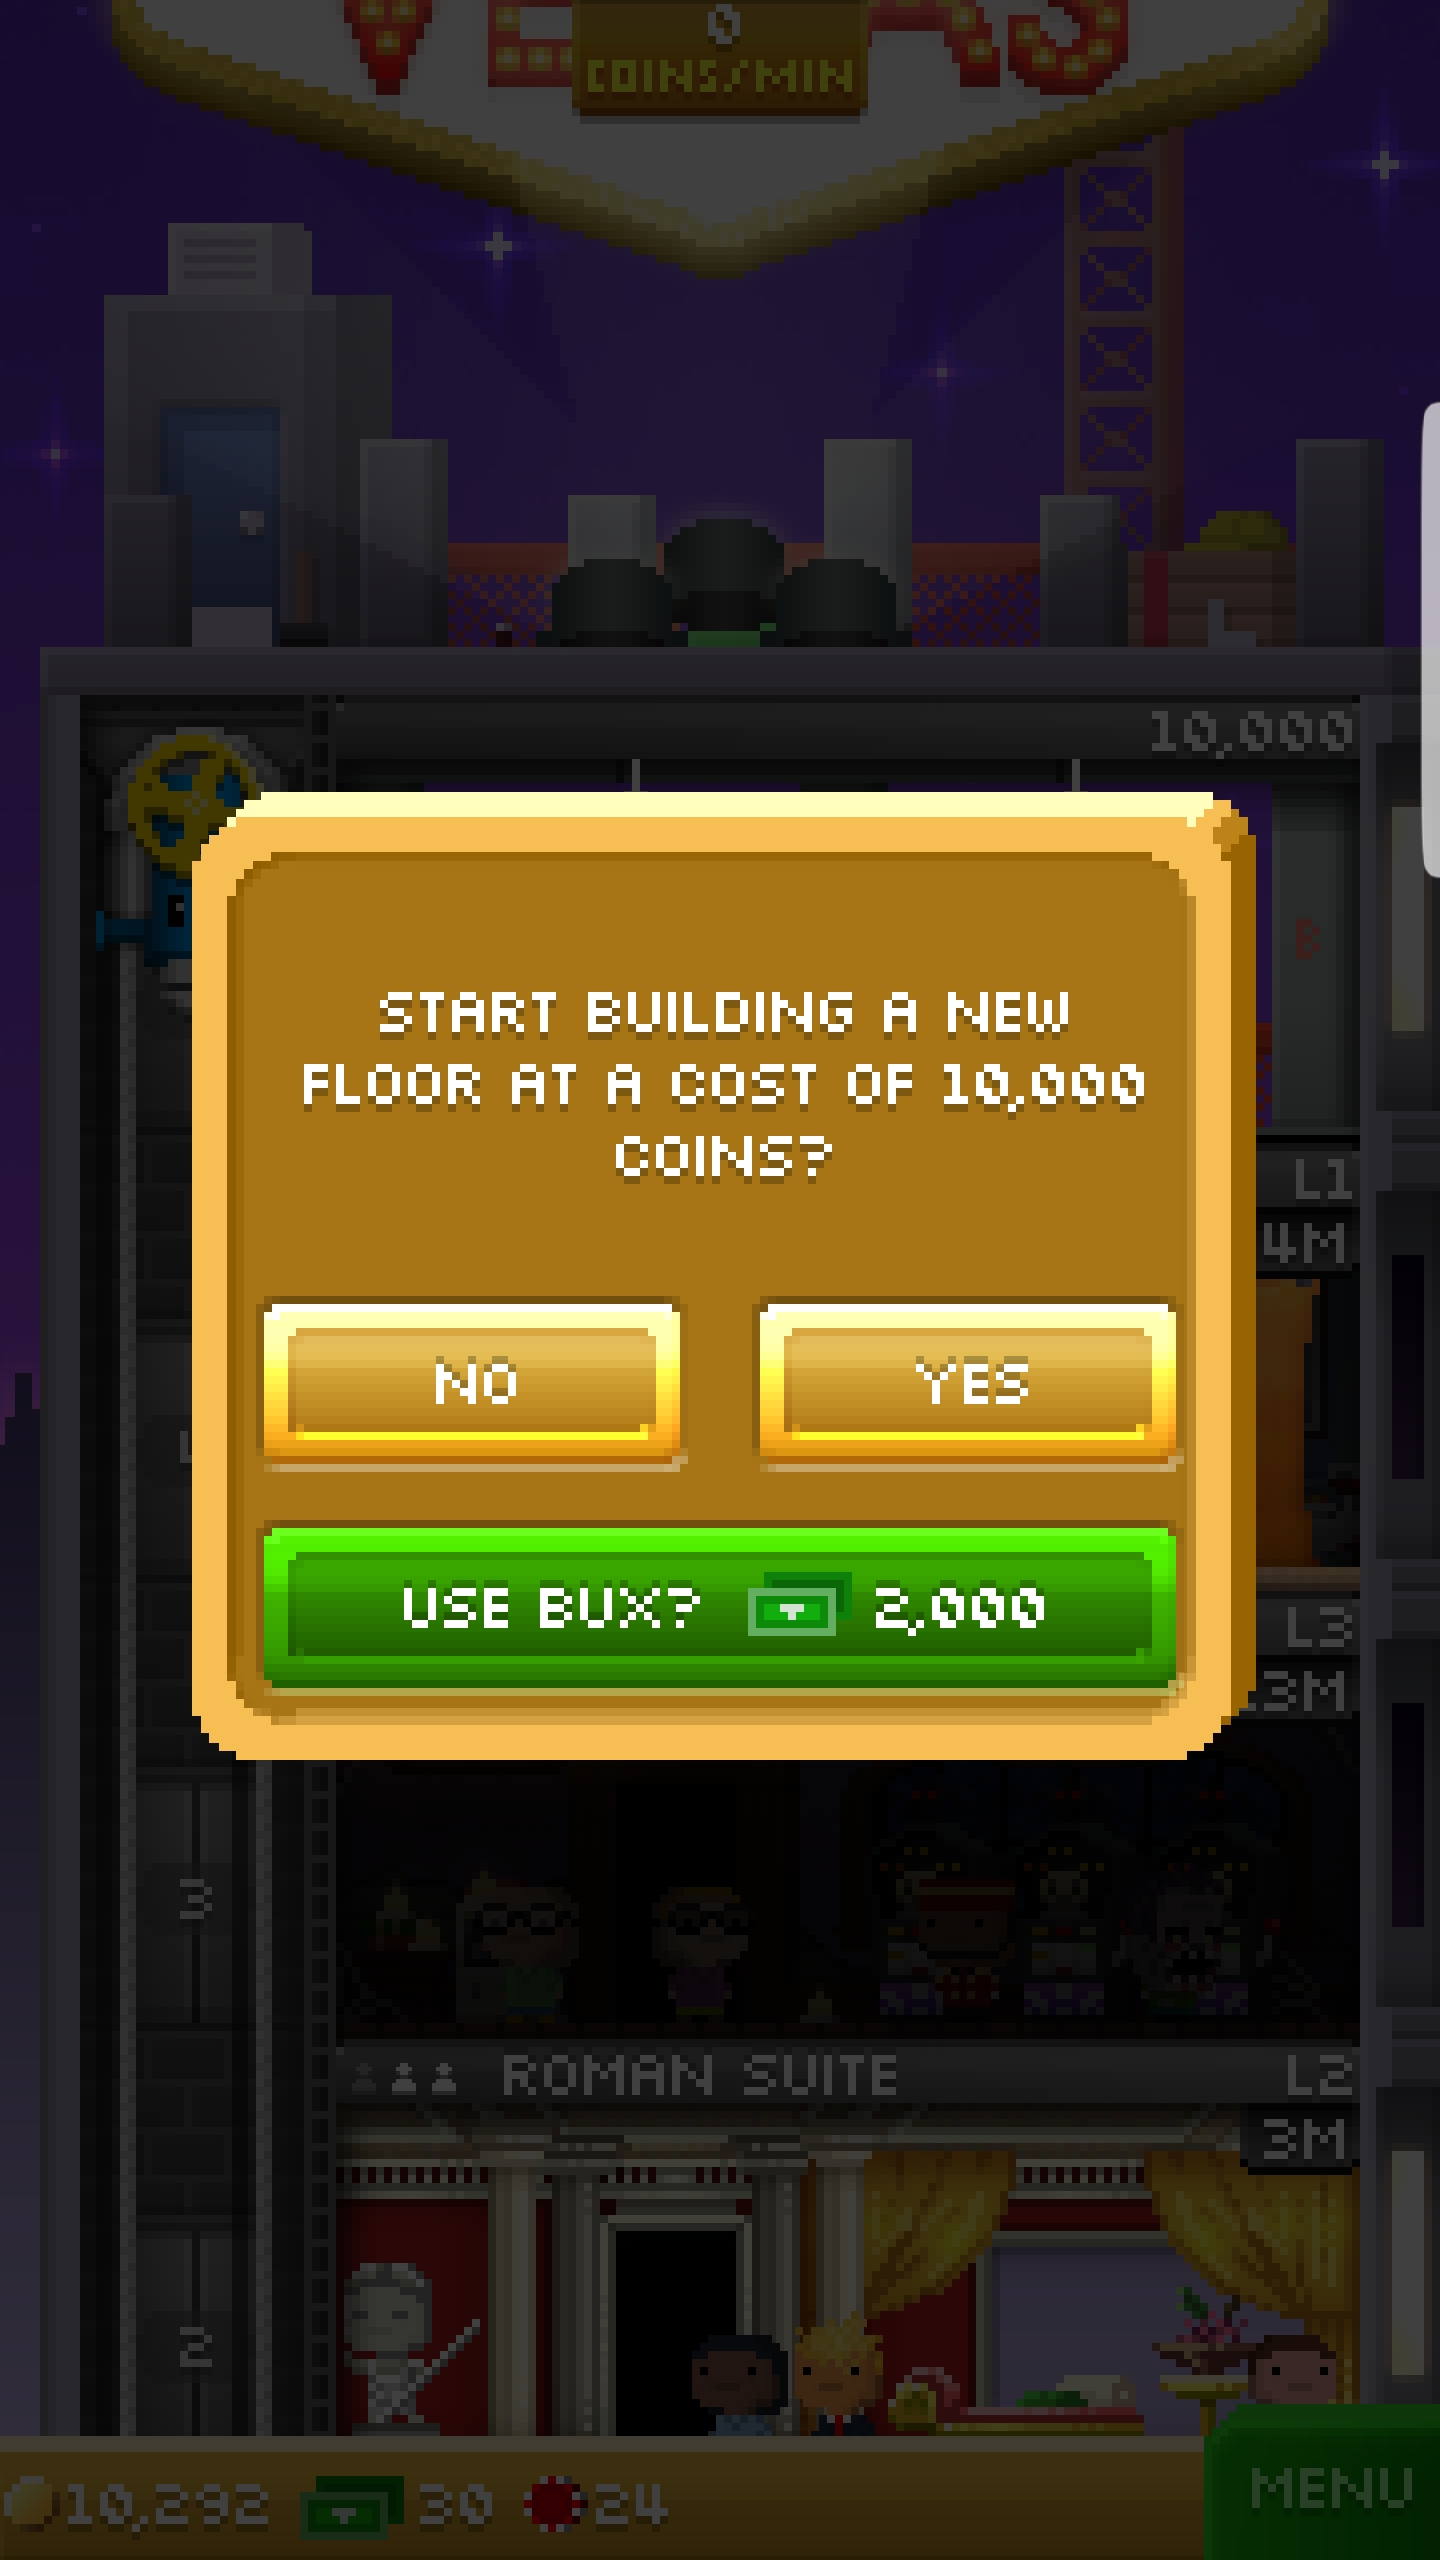 0
COINS/MIN
10,000
B
START BUILDING A NEW
FLOOR AT A COST OF 10,000
COINS?
L1
4M
NO
YES
USE BUX? 2,000
L3
3M
3
ROMAN SUITE L2
3M
2
10,292 30 24
MENU